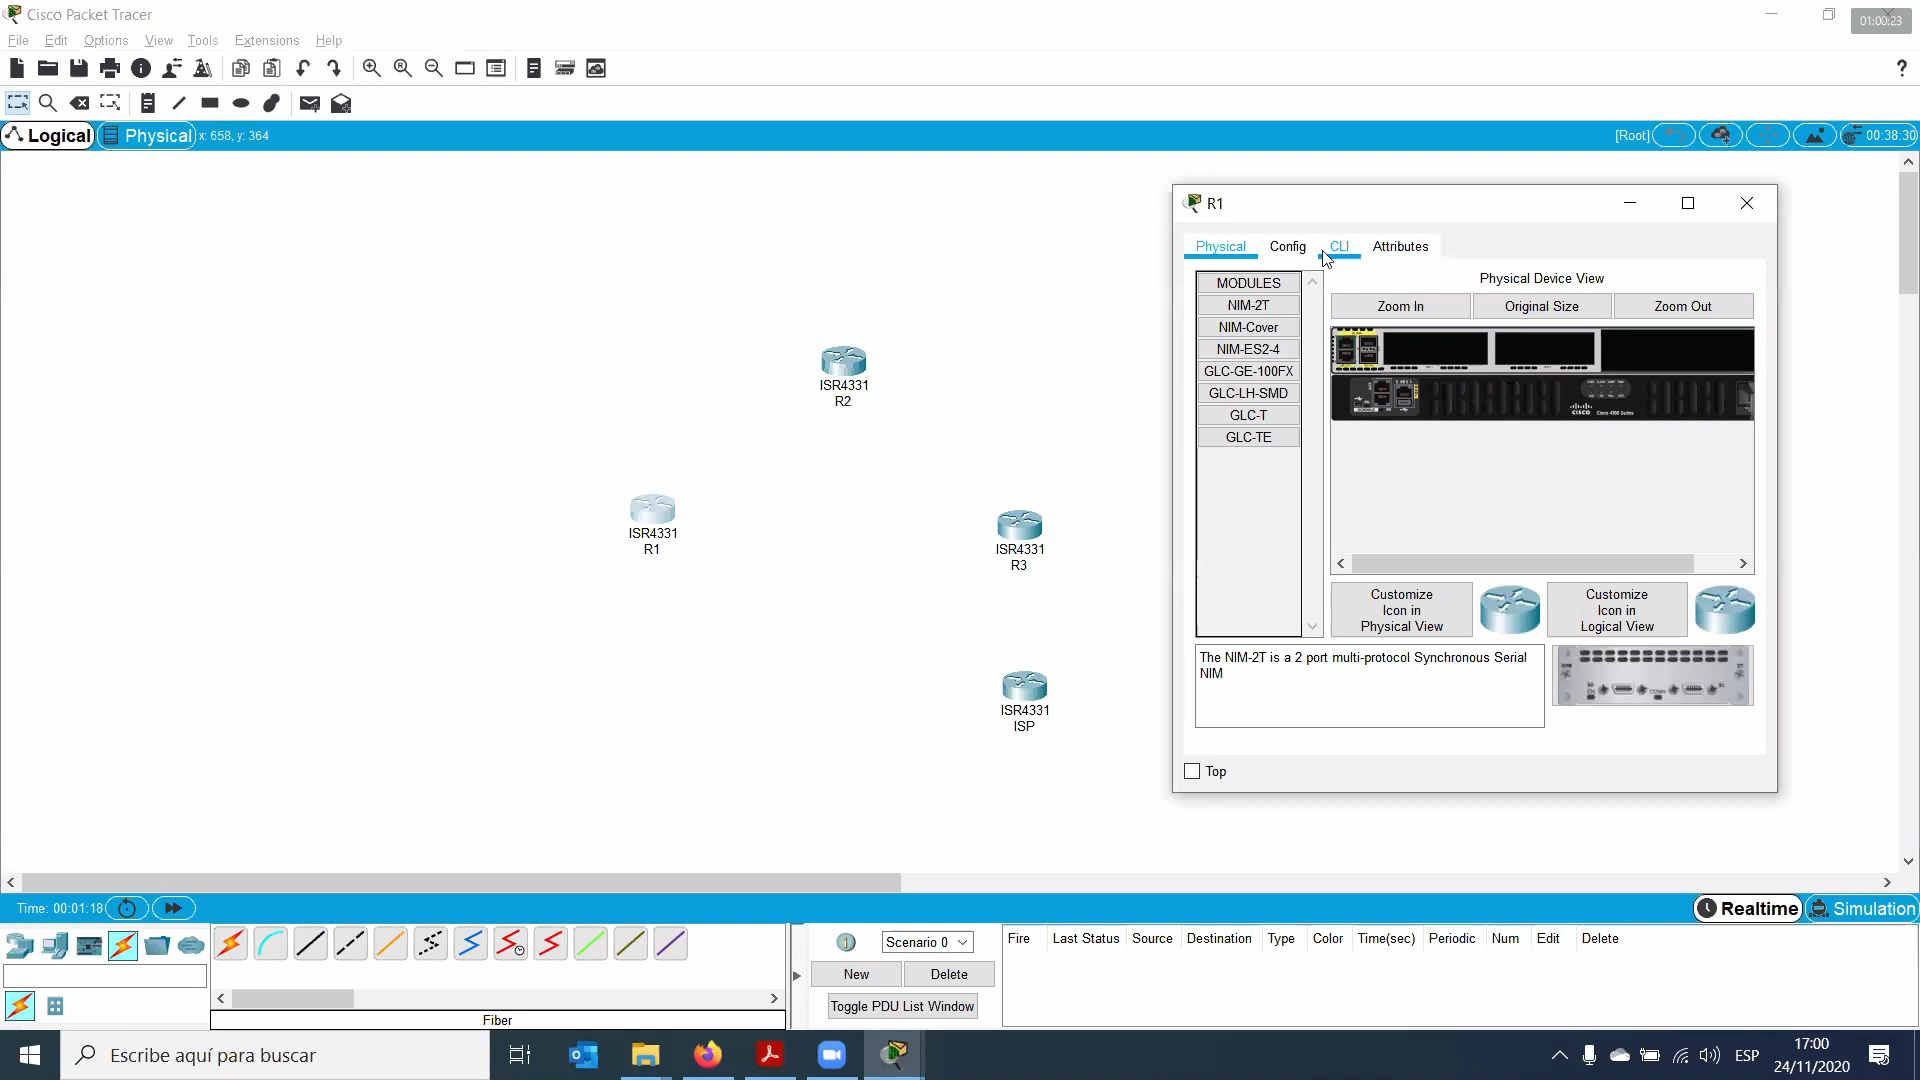 Cisco Packet Tracer
01:00:23
File Edit Options View Tools Extensions Help
?
Logical Physical x: 658, y: 364 [Root] 00:38:30
R1
Physical Config CLI Attributes
MODULES
NIM-2T
NIM-Cover
NIM-ES2-4
GLC-GE-100FX
GLC-LH-SMD
GLC-T
GLC-TE
Physical Device View
Zoom In Original Size Zoom Out
CISCO
Customize
Icon in
Physical View
Customize
Icon in
Logical View
The NIM-2T is a 2 port multi-protocol Synchronous Serial
NIM
Top
ISR4331
R2
ISR4331
R1
ISR4331
R3
ISR4331
ISP
Time: 00:01:18 Realtime Simulation
Scenario 0
New Delete
Toggle PDU List Window
Fire Last Status Source Destination Type Color Time(sec) Periodic Num Edit Delete
Fiber
Escribe aquí para buscar
ESP
17:00
24/11/2020